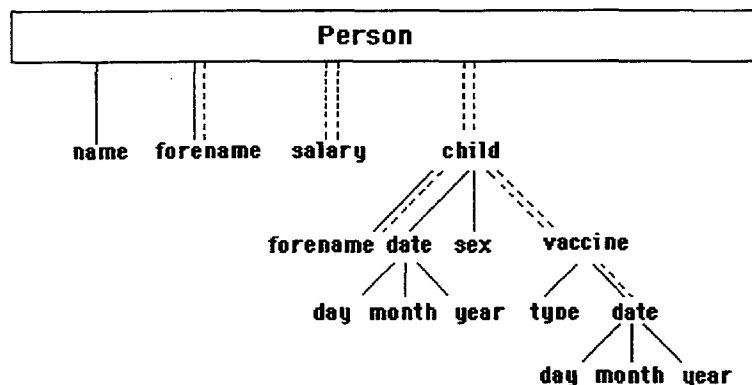 Person
name forename salary child
forename date sex vaccine
day month year type date
day month year